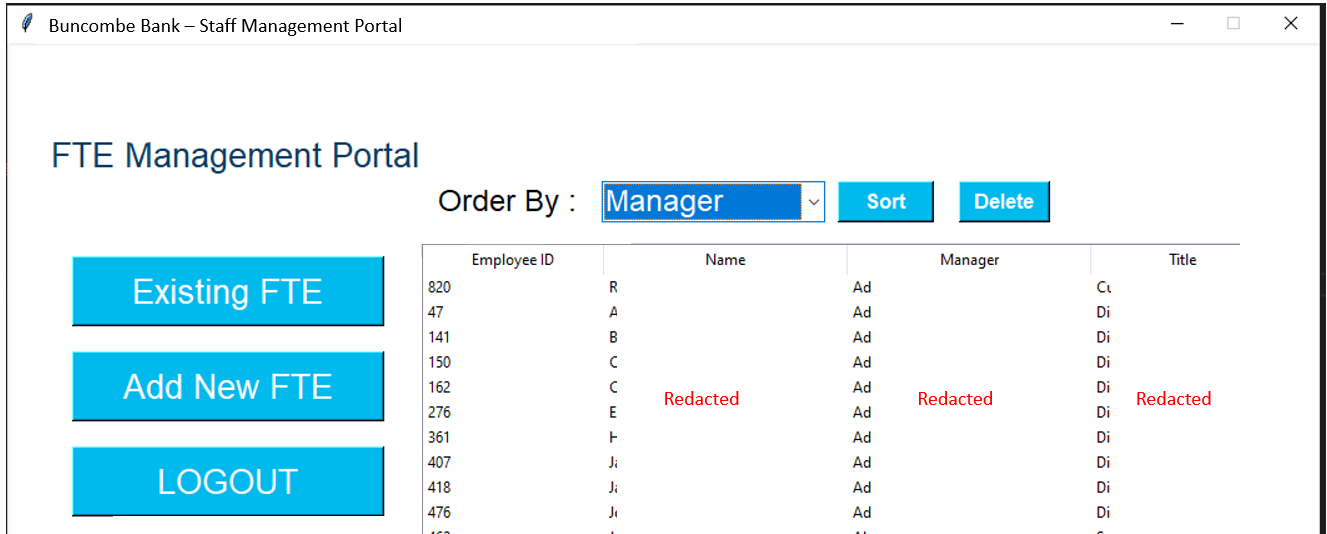 Buncombe Bank – Staff Management Portal
FTE Management Portal
Order By : Manager Sort Delete
Employee ID Name Manager Title
820 R Ad Cu
47 A Ad Di
141 B Ad Di
150 C Ad Di
162 C Ad Di
276 E Ad Di
361 H Ad Di
407 Ja Ad Di
418 Ja Ad Di
476 Je Ad Di
Redacted Redacted Redacted
Existing FTE
Add New FTE
LOGOUT